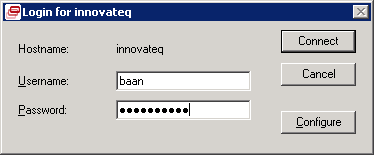 Login for innovateq
Hostname: innovateq
Connect
Cancel
Username: baan
Password: ●●●●●●●●●●
Configure